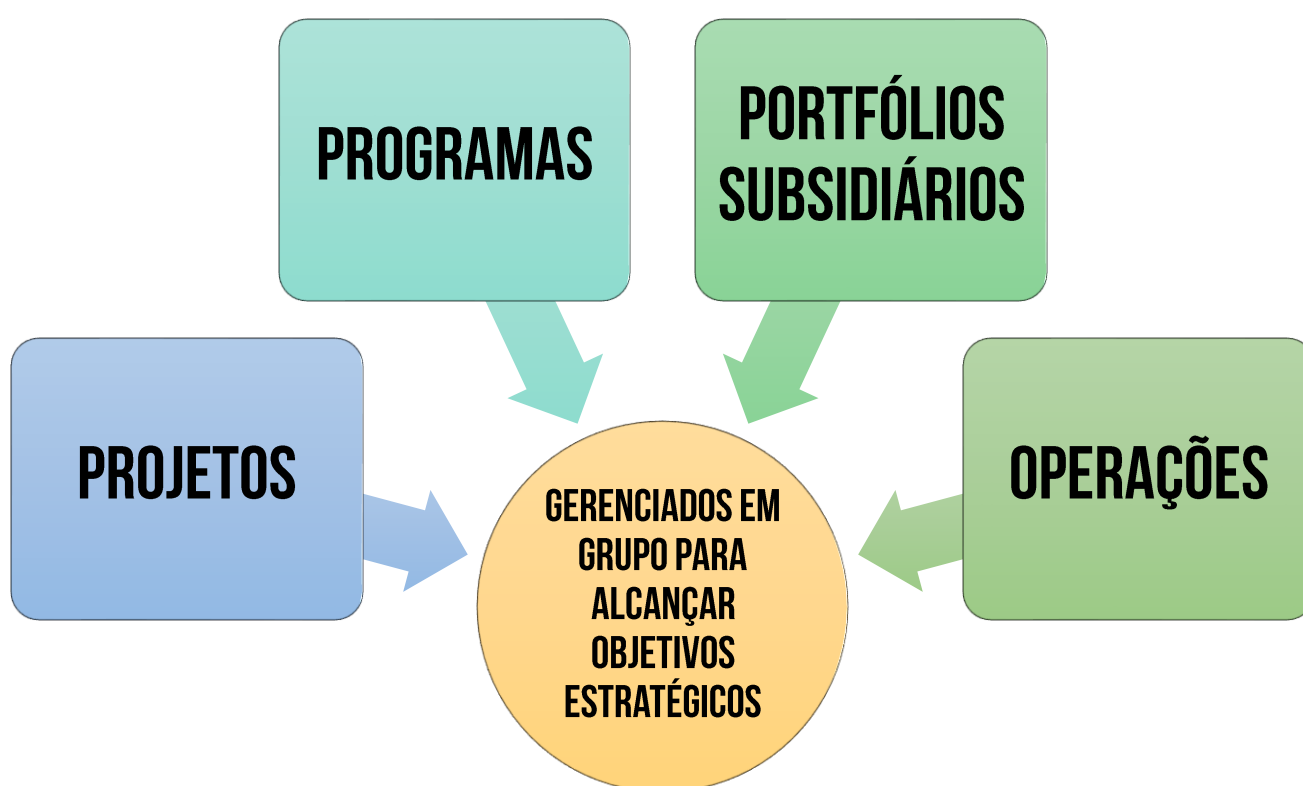 PROGRAMAS
PORTFÓLIOS
SUBSIDIÁRIOS
PROJETOS
OPERAÇÕES
GERENCIADOS EM
GRUPO PARA
ALCANÇAR
OBJETIVOS
ESTRATÉGICOS